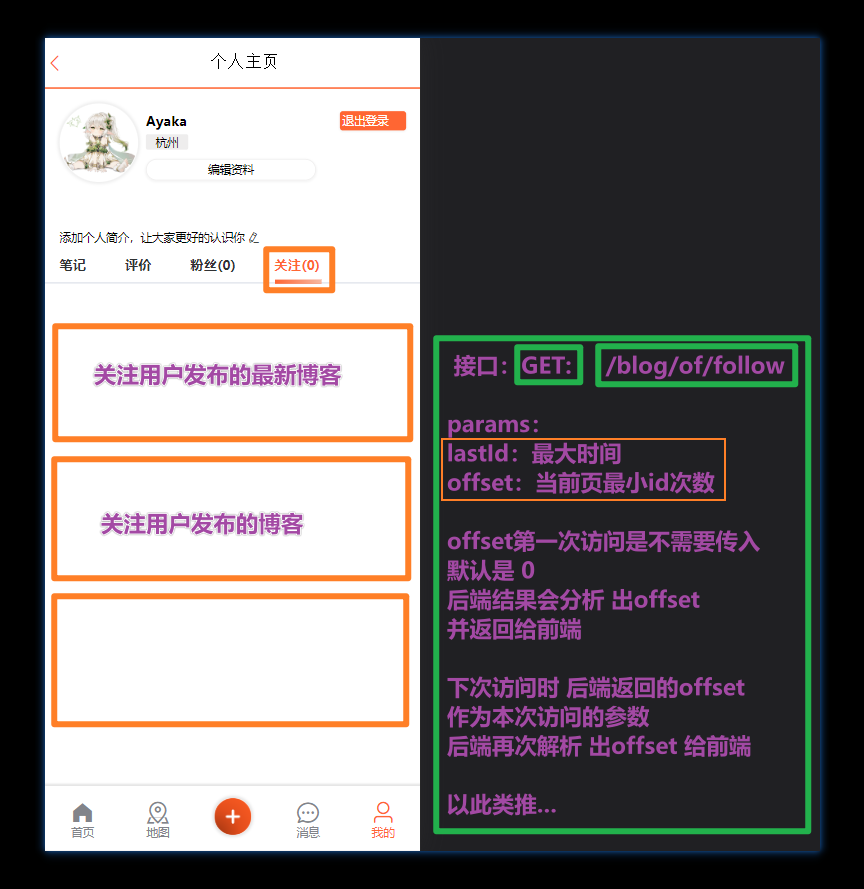 个人主页
Ayaka
退出登录
杭州
编辑资料
添加个人简介，让大家更好的认识你
笔记
评价
粉丝(0)
关注(0)
关注用户发布的最新博客
关注用户发布的博客
首页
地图
消息
我的
接口：GET: /blog/of/follow
params：
lastId：最大时间
offset：当前页最小id次数
offset第一次访问是不需要传入
默认是 0
后端结果会分析 出offset
并返回给前端
下次访问时 后端返回的offset
作为本次访问的参数
后端再次解析 出offset 给前端
以此类推...